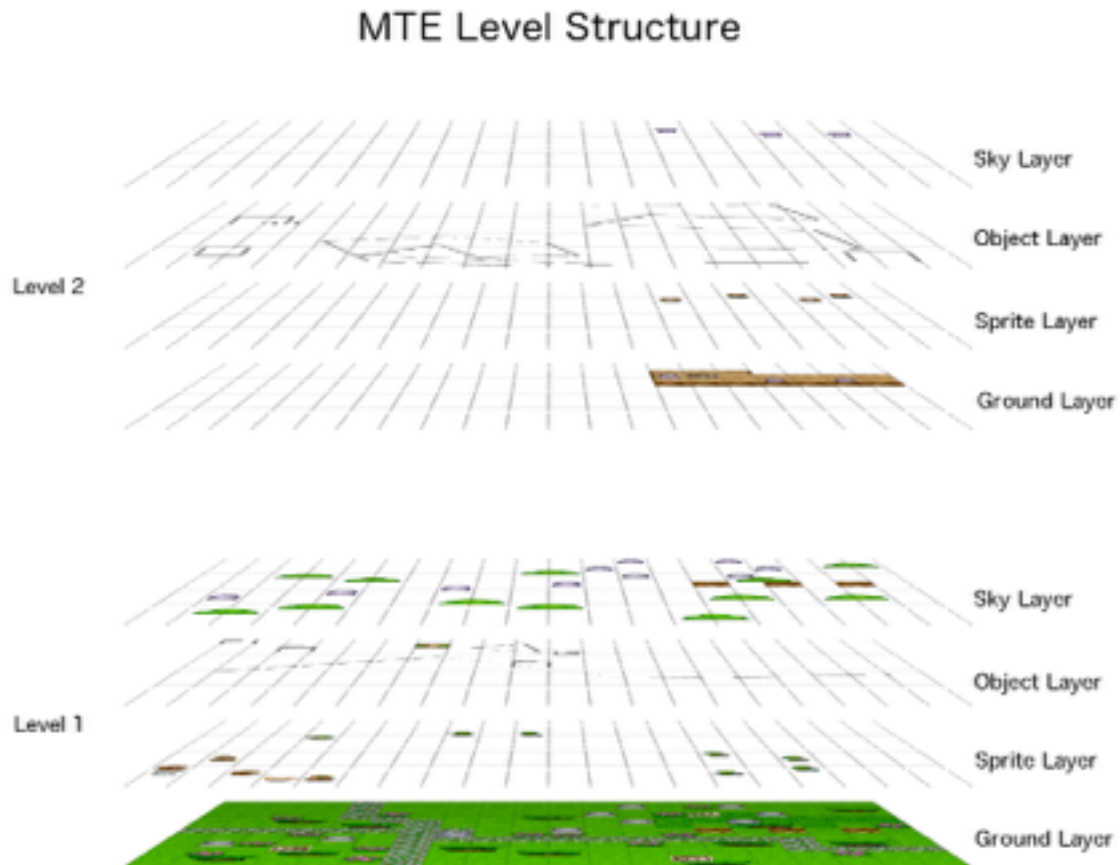 MTE Level Structure
Sky Layer
Object Layer
Level 2
Sprite Layer
Ground Layer
Sky Layer
Object Layer
Level 1
Sprite Layer
Ground Layer